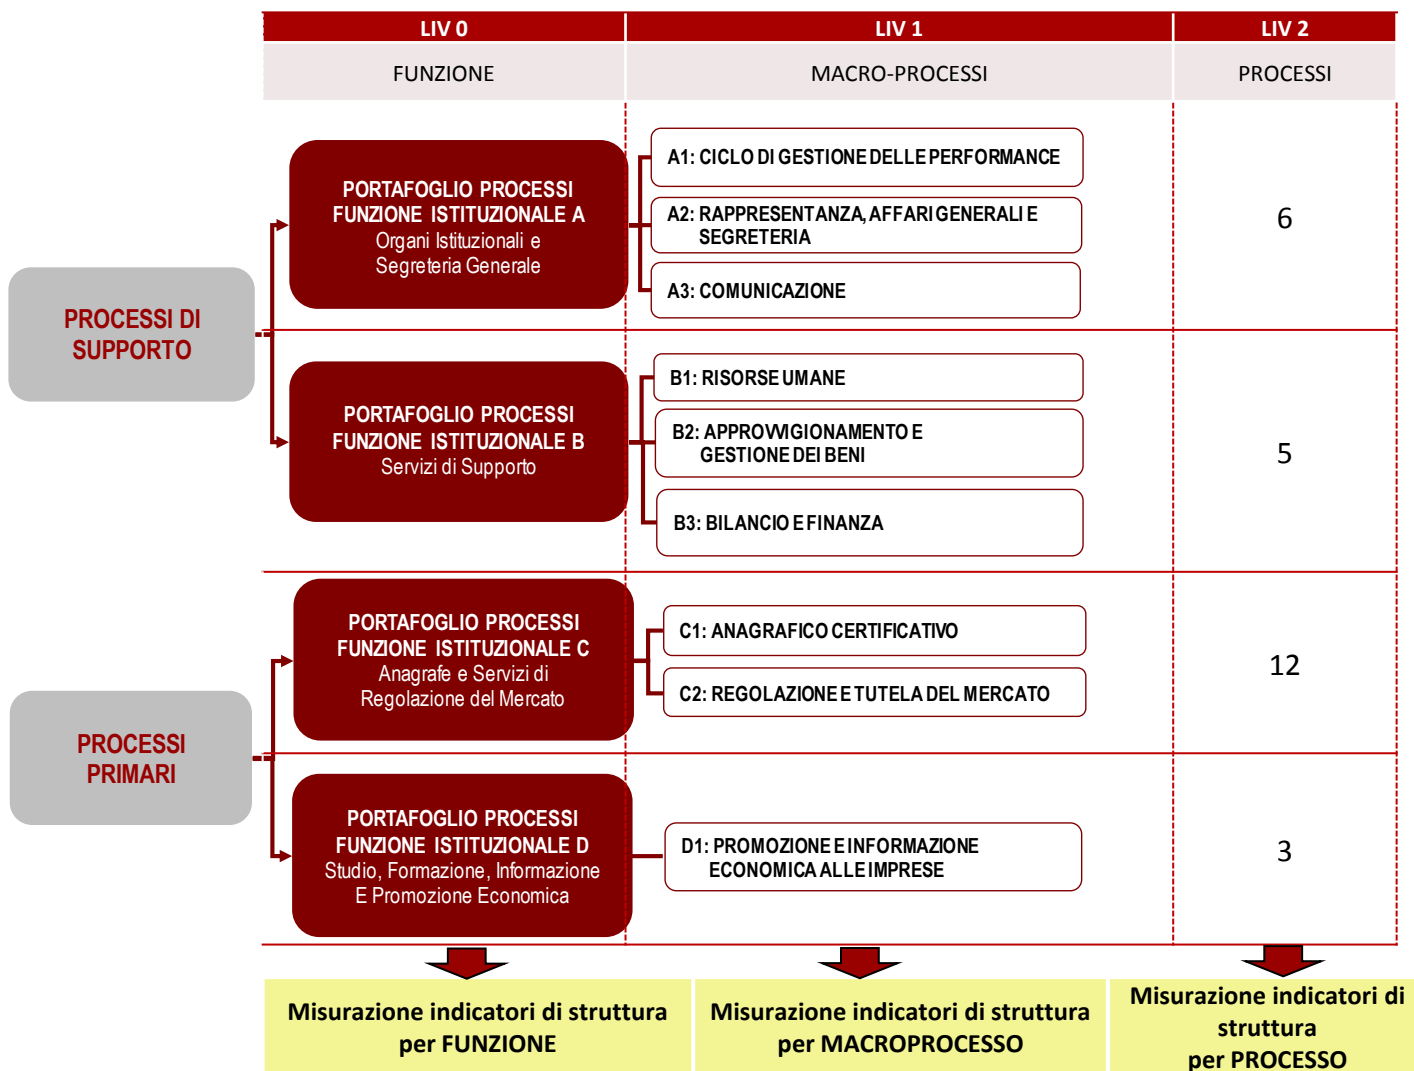 LIV 0
LIV 1
LIV 2
FUNZIONE
MACRO-PROCESSI
PROCESSI
PROCESSI DI
SUPPORTO
PORTAFOGLIO PROCESSI
FUNZIONE ISTITUZIONALE A
Organi Istituzionali e
Segreteria Generale
A1: CICLO DI GESTIONE DELLE PERFORMANCE
A2: RAPPRESENTANZA, AFFARI GENERALI E
SEGRETERIA
A3: COMUNICAZIONE
6
PORTAFOGLIO PROCESSI
FUNZIONE ISTITUZIONALE B
Servizi di Supporto
B1: RISORSE UMANE
B2: APPROVVIGIONAMENTO E
GESTIONE DEI BENI
B3: BILANCIO E FINANZA
5
PROCESSI
PRIMARI
PORTAFOGLIO PROCESSI
FUNZIONE ISTITUZIONALE C
Anagrafe e Servizi di
Regolazione del Mercato
C1: ANAGRAFICO CERTIFICATIVO
C2: REGOLAZIONE E TUTELA DEL MERCATO
12
PORTAFOGLIO PROCESSI
FUNZIONE ISTITUZIONALE D
Studio, Formazione, Informazione
E Promozione Economica
D1: PROMOZIONE E INFORMAZIONE
ECONOMICA ALLE IMPRESE
3
Misurazione indicatori di struttura
per FUNZIONE
Misurazione indicatori di struttura
per MACROPROCESSO
Misurazione indicatori di
struttura
per PROCESSO